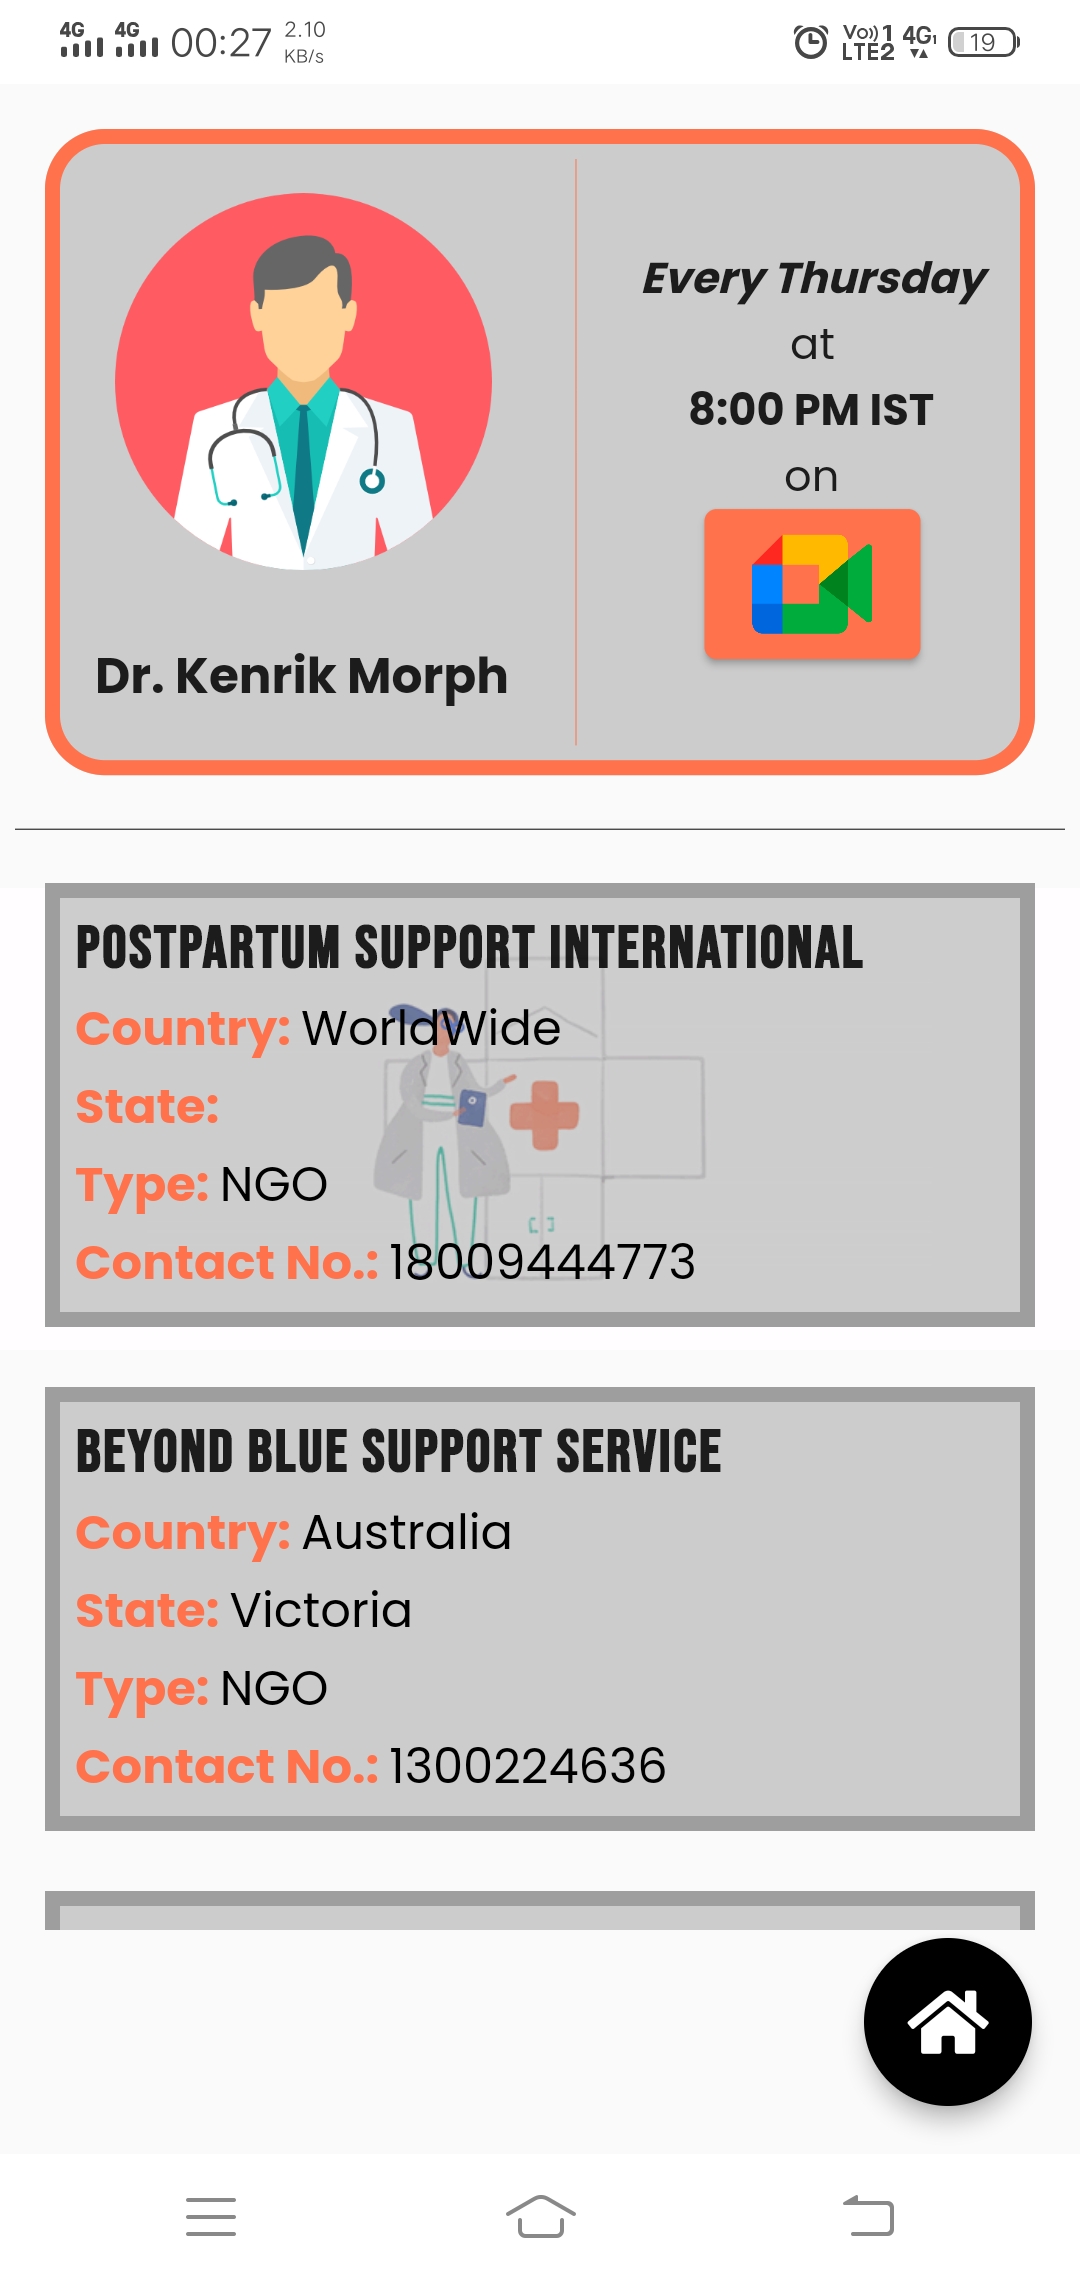 4G 4G 00:27 2.10 KB/s Vo)) 1 LTE2 4G1 19
Every Thursday
at
8:00 PM IST
on
Dr. Kenrik Morph
POSTPARTUM SUPPORT INTERNATIONAL
Country: WorldWide
State:
Type: NGO
Contact No.: 18009444773
BEYOND BLUE SUPPORT SERVICE
Country: Australia
State: Victoria
Type: NGO
Contact No.: 1300224636